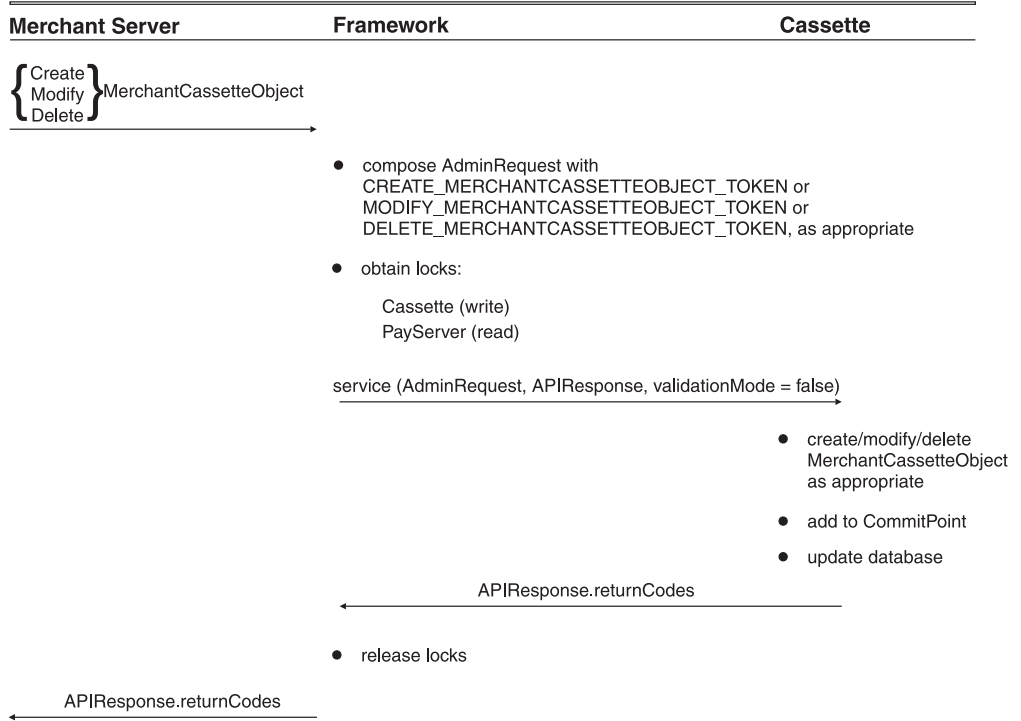 Merchant Server Framework Cassette
Create
Modify
Delete
MerchantCassetteObject
● compose AdminRequest with
CREATE_MERCHANTCASSETTEOBJECT_TOKEN or
MODIFY_MERCHANTCASSETTEOBJECT_TOKEN or
DELETE_MERCHANTCASSETTEOBJECT_TOKEN, as appropriate
● obtain locks:
Cassette (write)
PayServer (read)
service (AdminRequest, APIResponse, validationMode = false)
● create/modify/delete
MerchantCassetteObject
as appropriate
● add to CommitPoint
● update database
APIResponse.returnCodes
● release locks
APIResponse.returnCodes